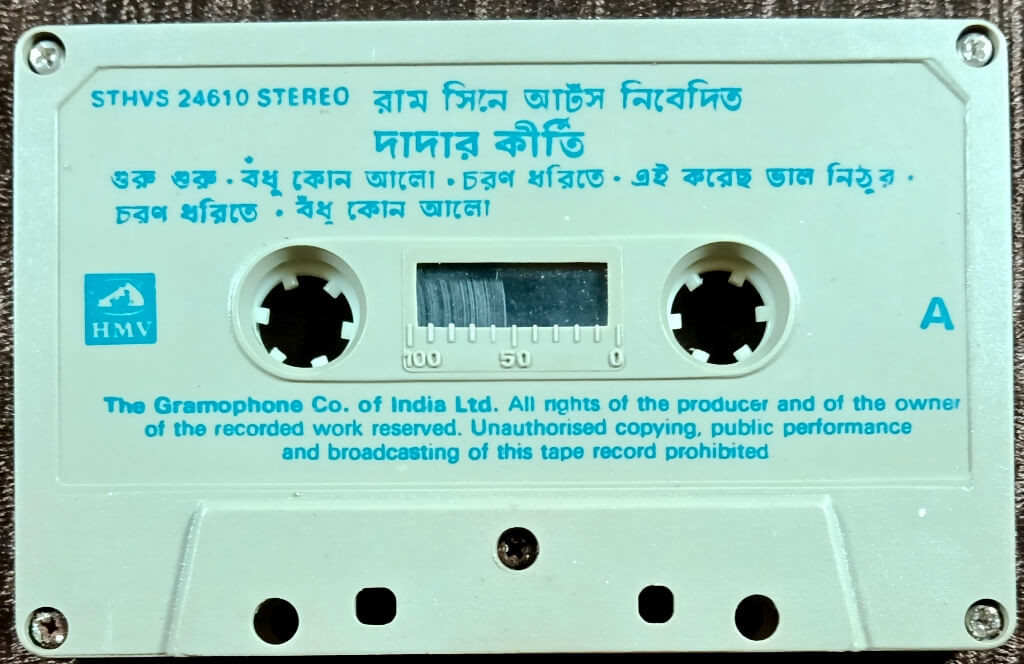 STHVS 24610 STEREO রাম সিনে আর্টস নিবেদিত
দাদার কীর্তি
গুরু গুরু · বঁধু কোন আলো · চরণ ধরিতে · এই করেছ ভাল নিঠুর ·
চরণ ধরিতে · বঁধু কোন আলো
HMV
A
100 50 0
The Gramophone Co. of India Ltd. All rights of the producer and of the owner
of the recorded work reserved. Unauthorised copying, public performance
and broadcasting of this tape record prohibited